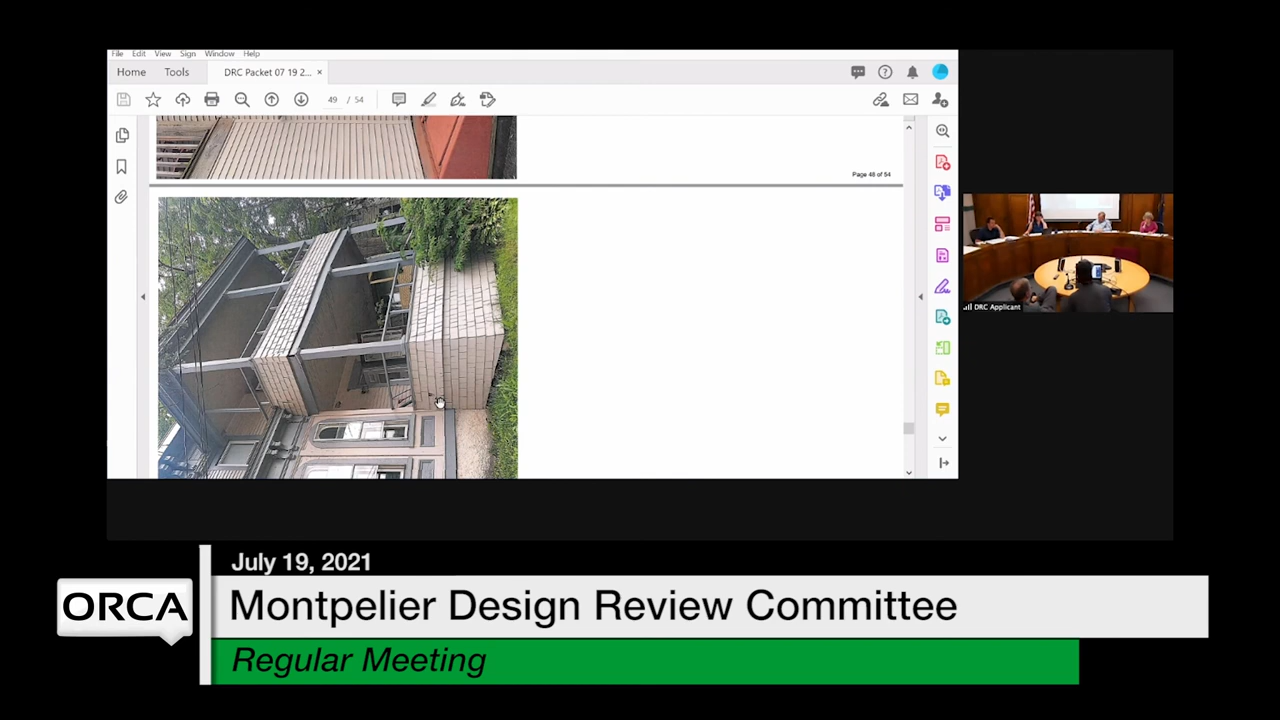 File Edit View Sign Window Help
Home Tools DRC Packet 07 19 2... ×
49 / 54
Page 48 of 54
DRC Applicant
July 19, 2021
ORCA
Montpelier Design Review Committee
Regular Meeting